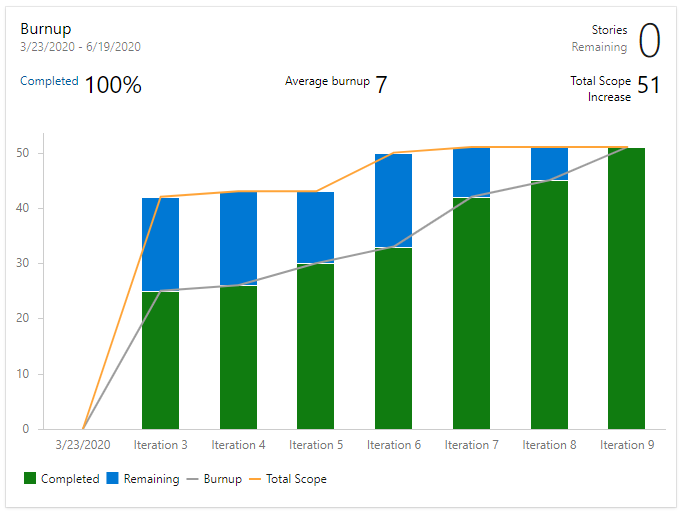 Burnup
3/23/2020 - 6/19/2020
Stories
Remaining
0
Completed 100%
Average burnup 7
Total Scope
Increase
51
50
40
30
20
10
0
3/23/2020 Iteration 3 Iteration 4 Iteration 5 Iteration 6 Iteration 7 Iteration 8 Iteration 9
Completed Remaining Burnup Total Scope